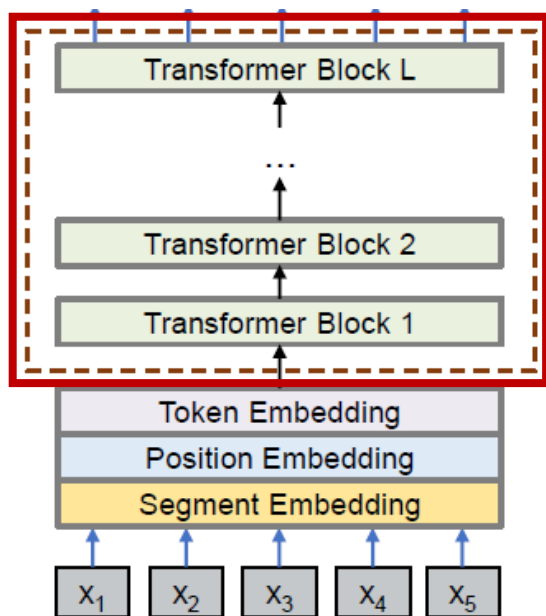 Transformer Block L
...
Transformer Block 2
Transformer Block 1
Token Embedding
Position Embedding
Segment Embedding
x₁ x₂ x₃ x₄ x₅